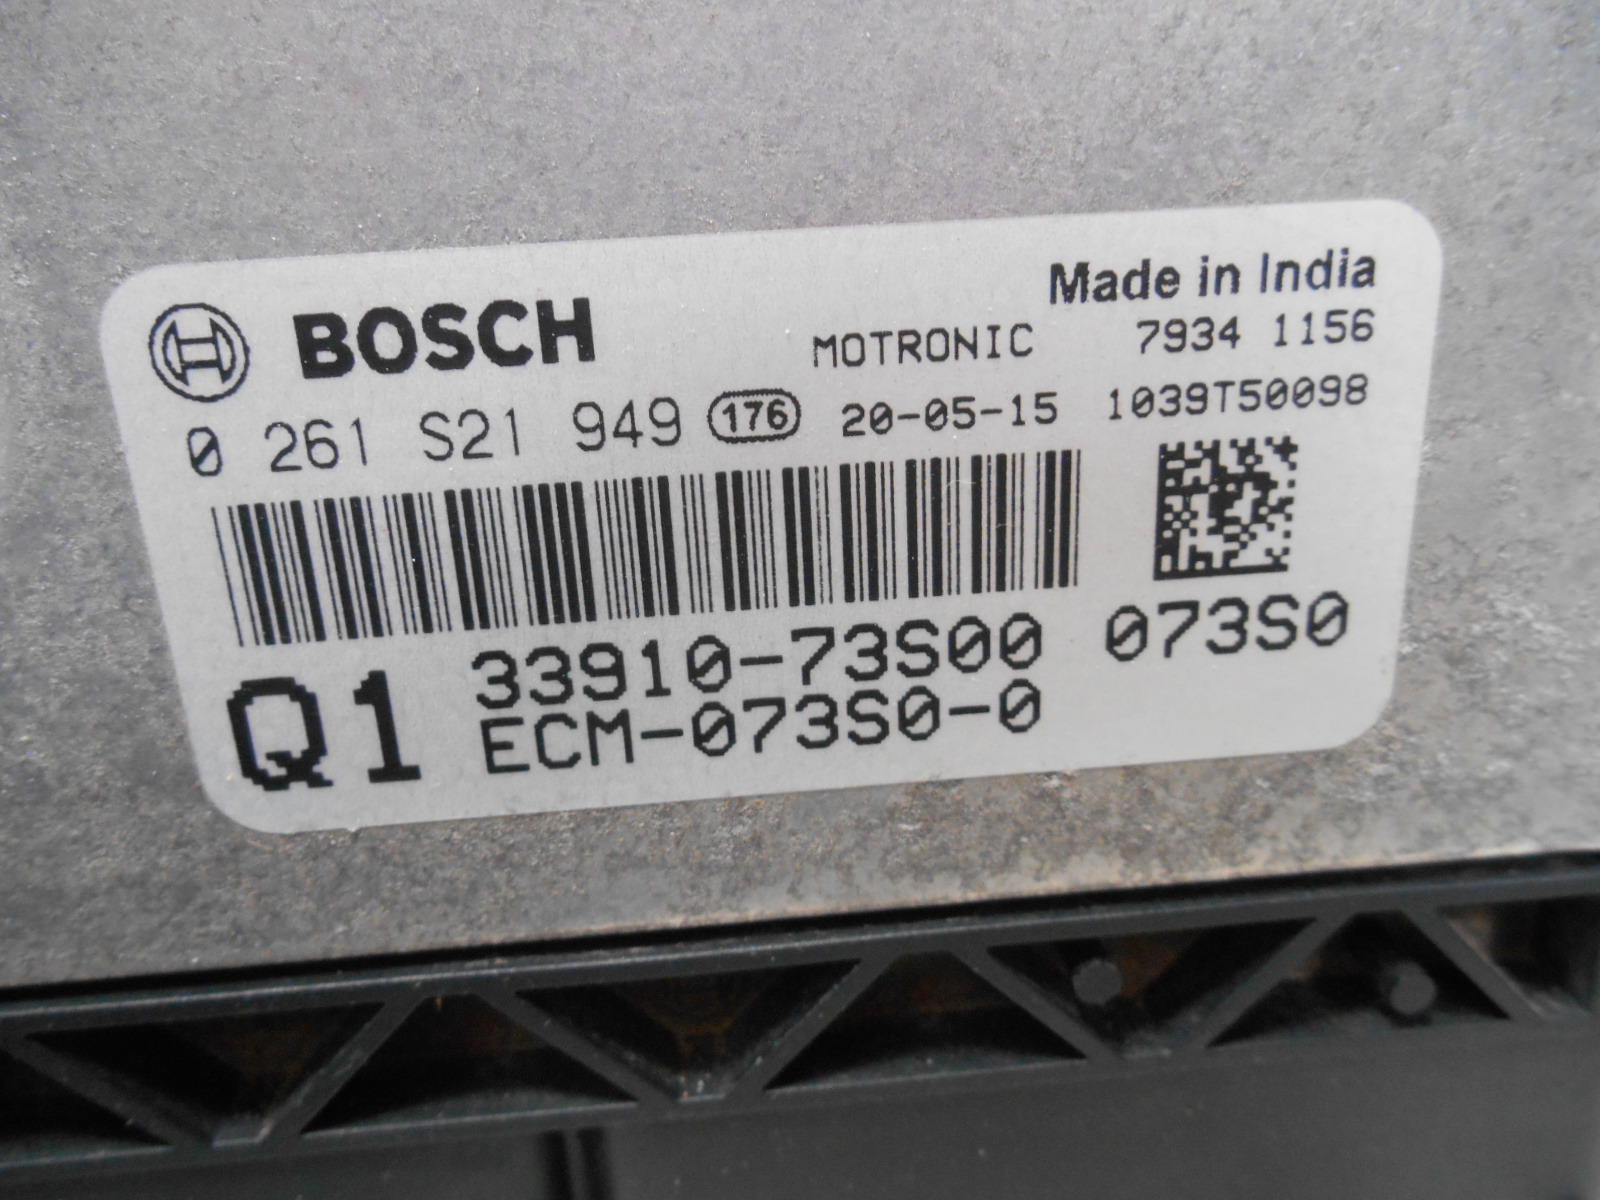 Made in India
BOSCH MOTRONIC 7934 1156
0 261 S21 949 176 20-05-15 1039T50098
33910-73S00 073S0
Q1 ECM-073S0-0